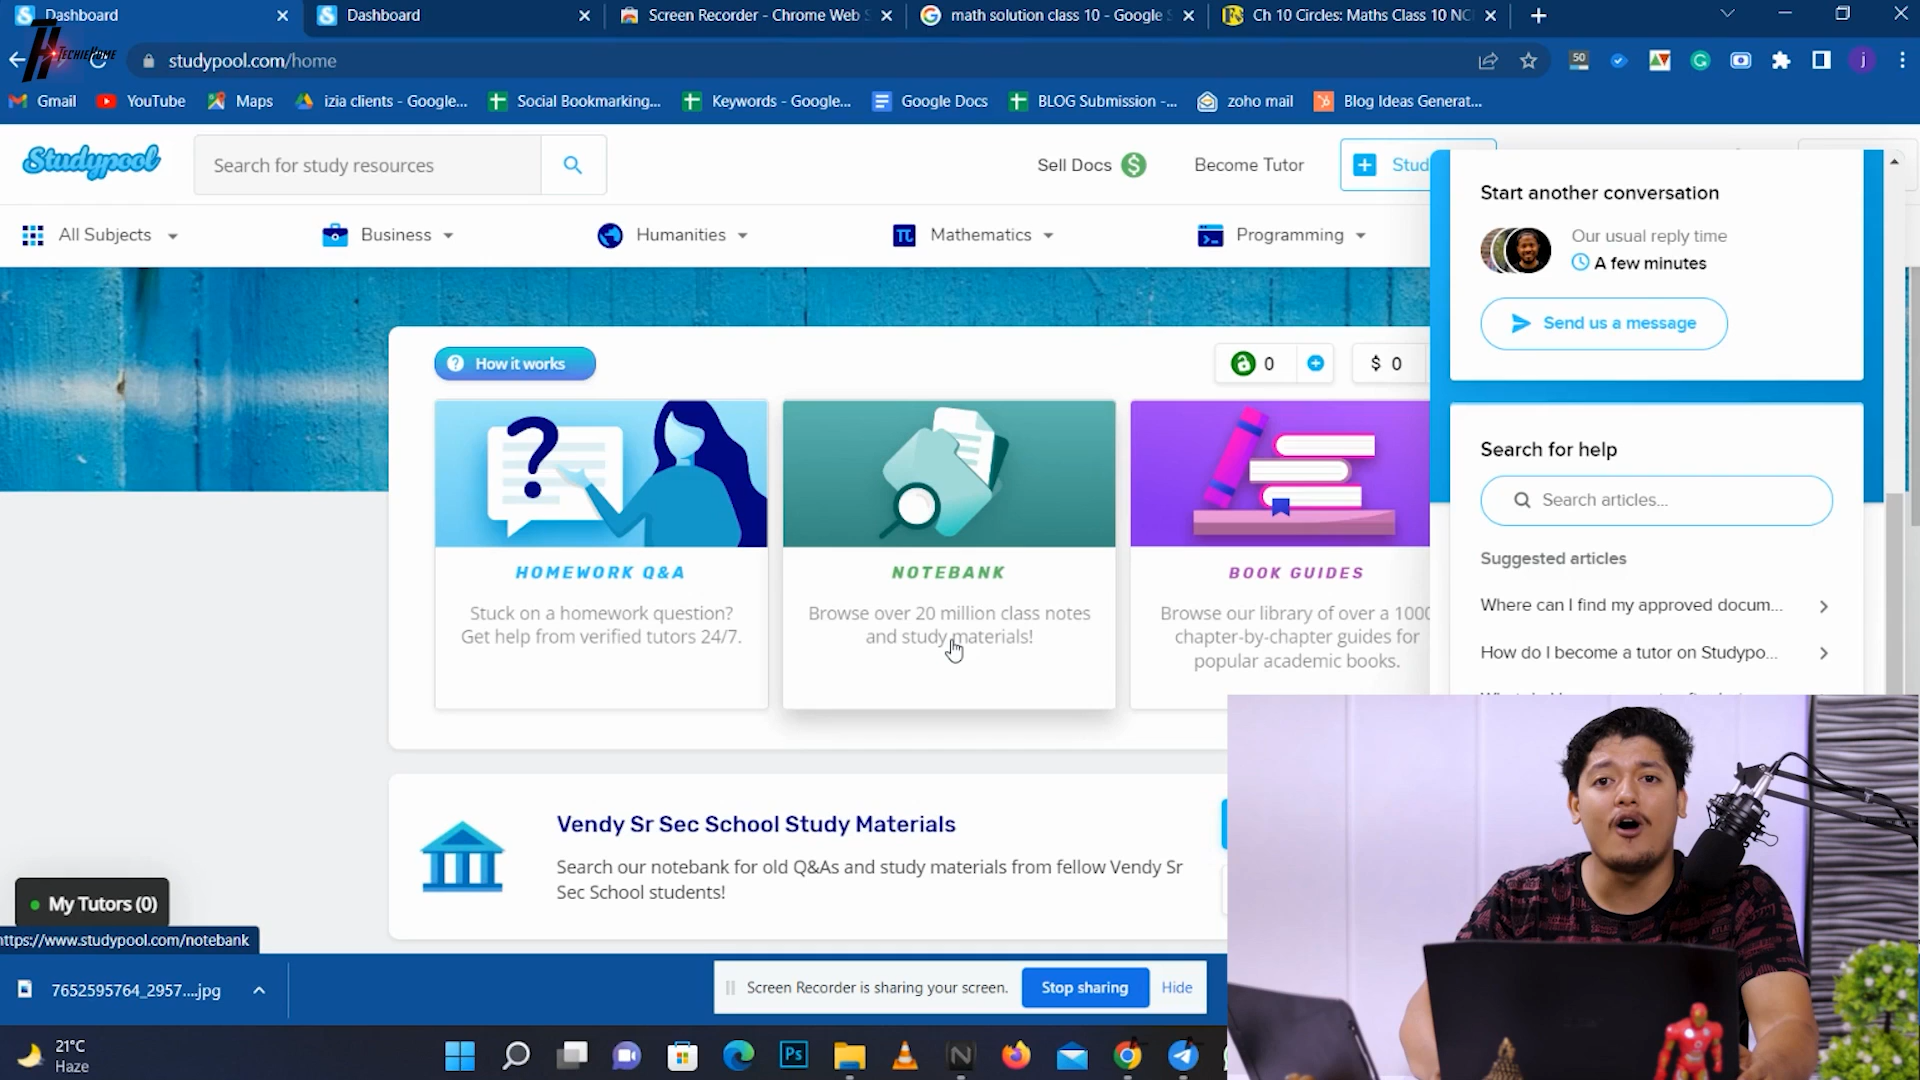 Dashboard
Dashboard
Screen Recorder - Chrome Web S
math solution class 10 - Google S
Ch 10 Circles: Maths Class 10 NC
TECHIEHOME
studypool.com/home
50
j
Gmail
YouTube
Maps
izia clients - Google...
Social Bookmarking...
Keywords - Google...
Google Docs
BLOG Submission -...
zoho mail
Blog Ideas Generat...
Studypool
Search for study resources
Sell Docs
Become Tutor
Stud
All Subjects
Business
Humanities
Mathematics
Programming
Start another conversation
Our usual reply time
A few minutes
Send us a message
How it works
0
$ 0
HOMEWORK Q&A
Stuck on a homework question?
Get help from verified tutors 24/7.
NOTEBANK
Browse over 20 million class notes
and study materials!
BOOK GUIDES
Browse our library of over a 1000
chapter-by-chapter guides for
popular academic books.
Search for help
Search articles...
Suggested articles
Where can I find my approved docum...
How do I become a tutor on Studypo...
Vendy Sr Sec School Study Materials
Search our notebank for old Q&As and study materials from fellow Vendy Sr
Sec School students!
My Tutors (0)
https://www.studypool.com/notebank
7652595764_2957....jpg
Screen Recorder is sharing your screen.
Stop sharing
Hide
21°C
Haze
Ps